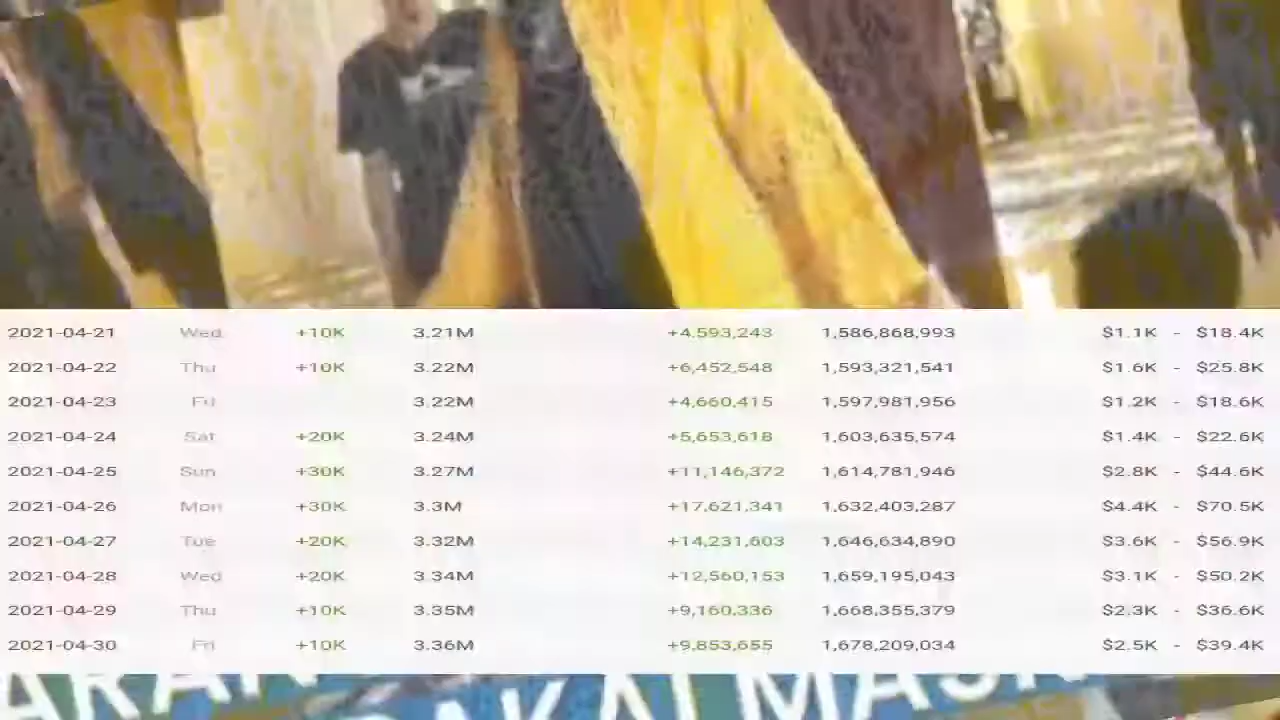 2021-04-21 Wed +10K 3.21M +4,593,243 1,586,868,993 $1.1K - $18.4K
2021-04-22 Thu +10K 3.22M +6,452,548 1,593,321,541 $1.6K - $25.8K
2021-04-23 Fri 3.22M +4,660,415 1,597,981,956 $1.2K - $18.6K
2021-04-24 Sat +20K 3.24M +5,653,618 1,603,635,574 $1.4K - $22.6K
2021-04-25 Sun +30K 3.27M +11,146,372 1,614,781,946 $2.8K - $44.6K
2021-04-26 Mon +30K 3.3M +17,621,341 1,632,403,287 $4.4K - $70.5K
2021-04-27 Tue +20K 3.32M +14,231,603 1,646,634,890 $3.6K - $56.9K
2021-04-28 Wed +20K 3.34M +12,560,153 1,659,195,043 $3.1K - $50.2K
2021-04-29 Thu +10K 3.35M +9,160,336 1,668,355,379 $2.3K - $36.6K
2021-04-30 Fri +10K 3.36M +9,853,655 1,678,209,034 $2.5K - $39.4K